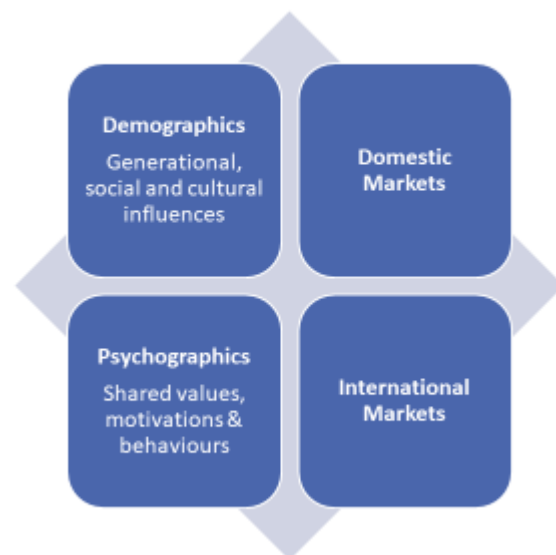 Demographics
Generational,
social and cultural
influences
Domestic
Markets
Psychographics
Shared values,
motivations &
behaviours
International
Markets